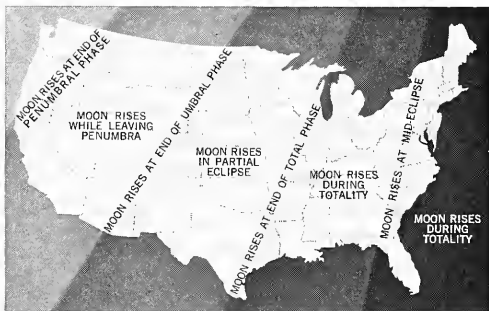 MOON RISES AT END OF
PENUMBRAL PHASE
MOON RISES
WHILE LEAVING
PENUMBRA
MOON RISES AT END OF UMBRAL PHASE
MOON RISES
IN PARTIAL
ECLIPSE
MOON RISES AT END OF TOTAL PHASE
MOON RISES
DURING
TOTALITY
MOON RISES AT MID-ECLIPSE
MOON RISES
DURING
TOTALITY